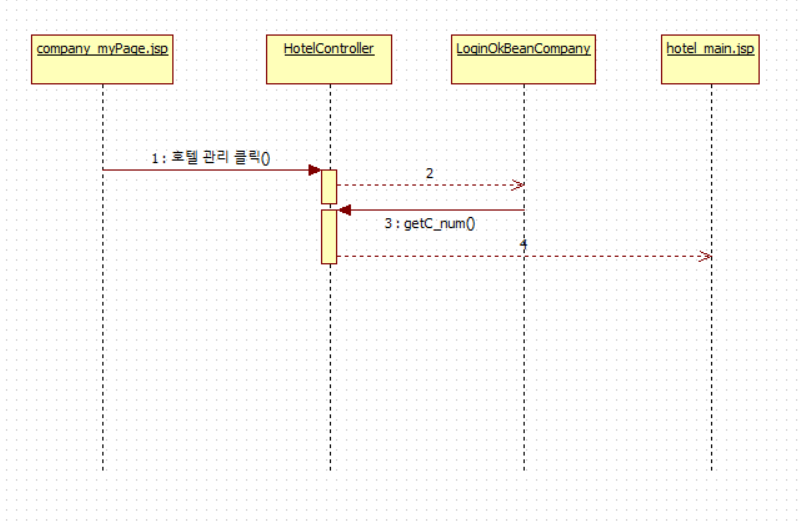 company_myPage.jsp
HotelController
LoginOkBeanCompany
hotel_main.jsp
1 : 호텔 관리 클릭()
2
3 : getC_num()
4